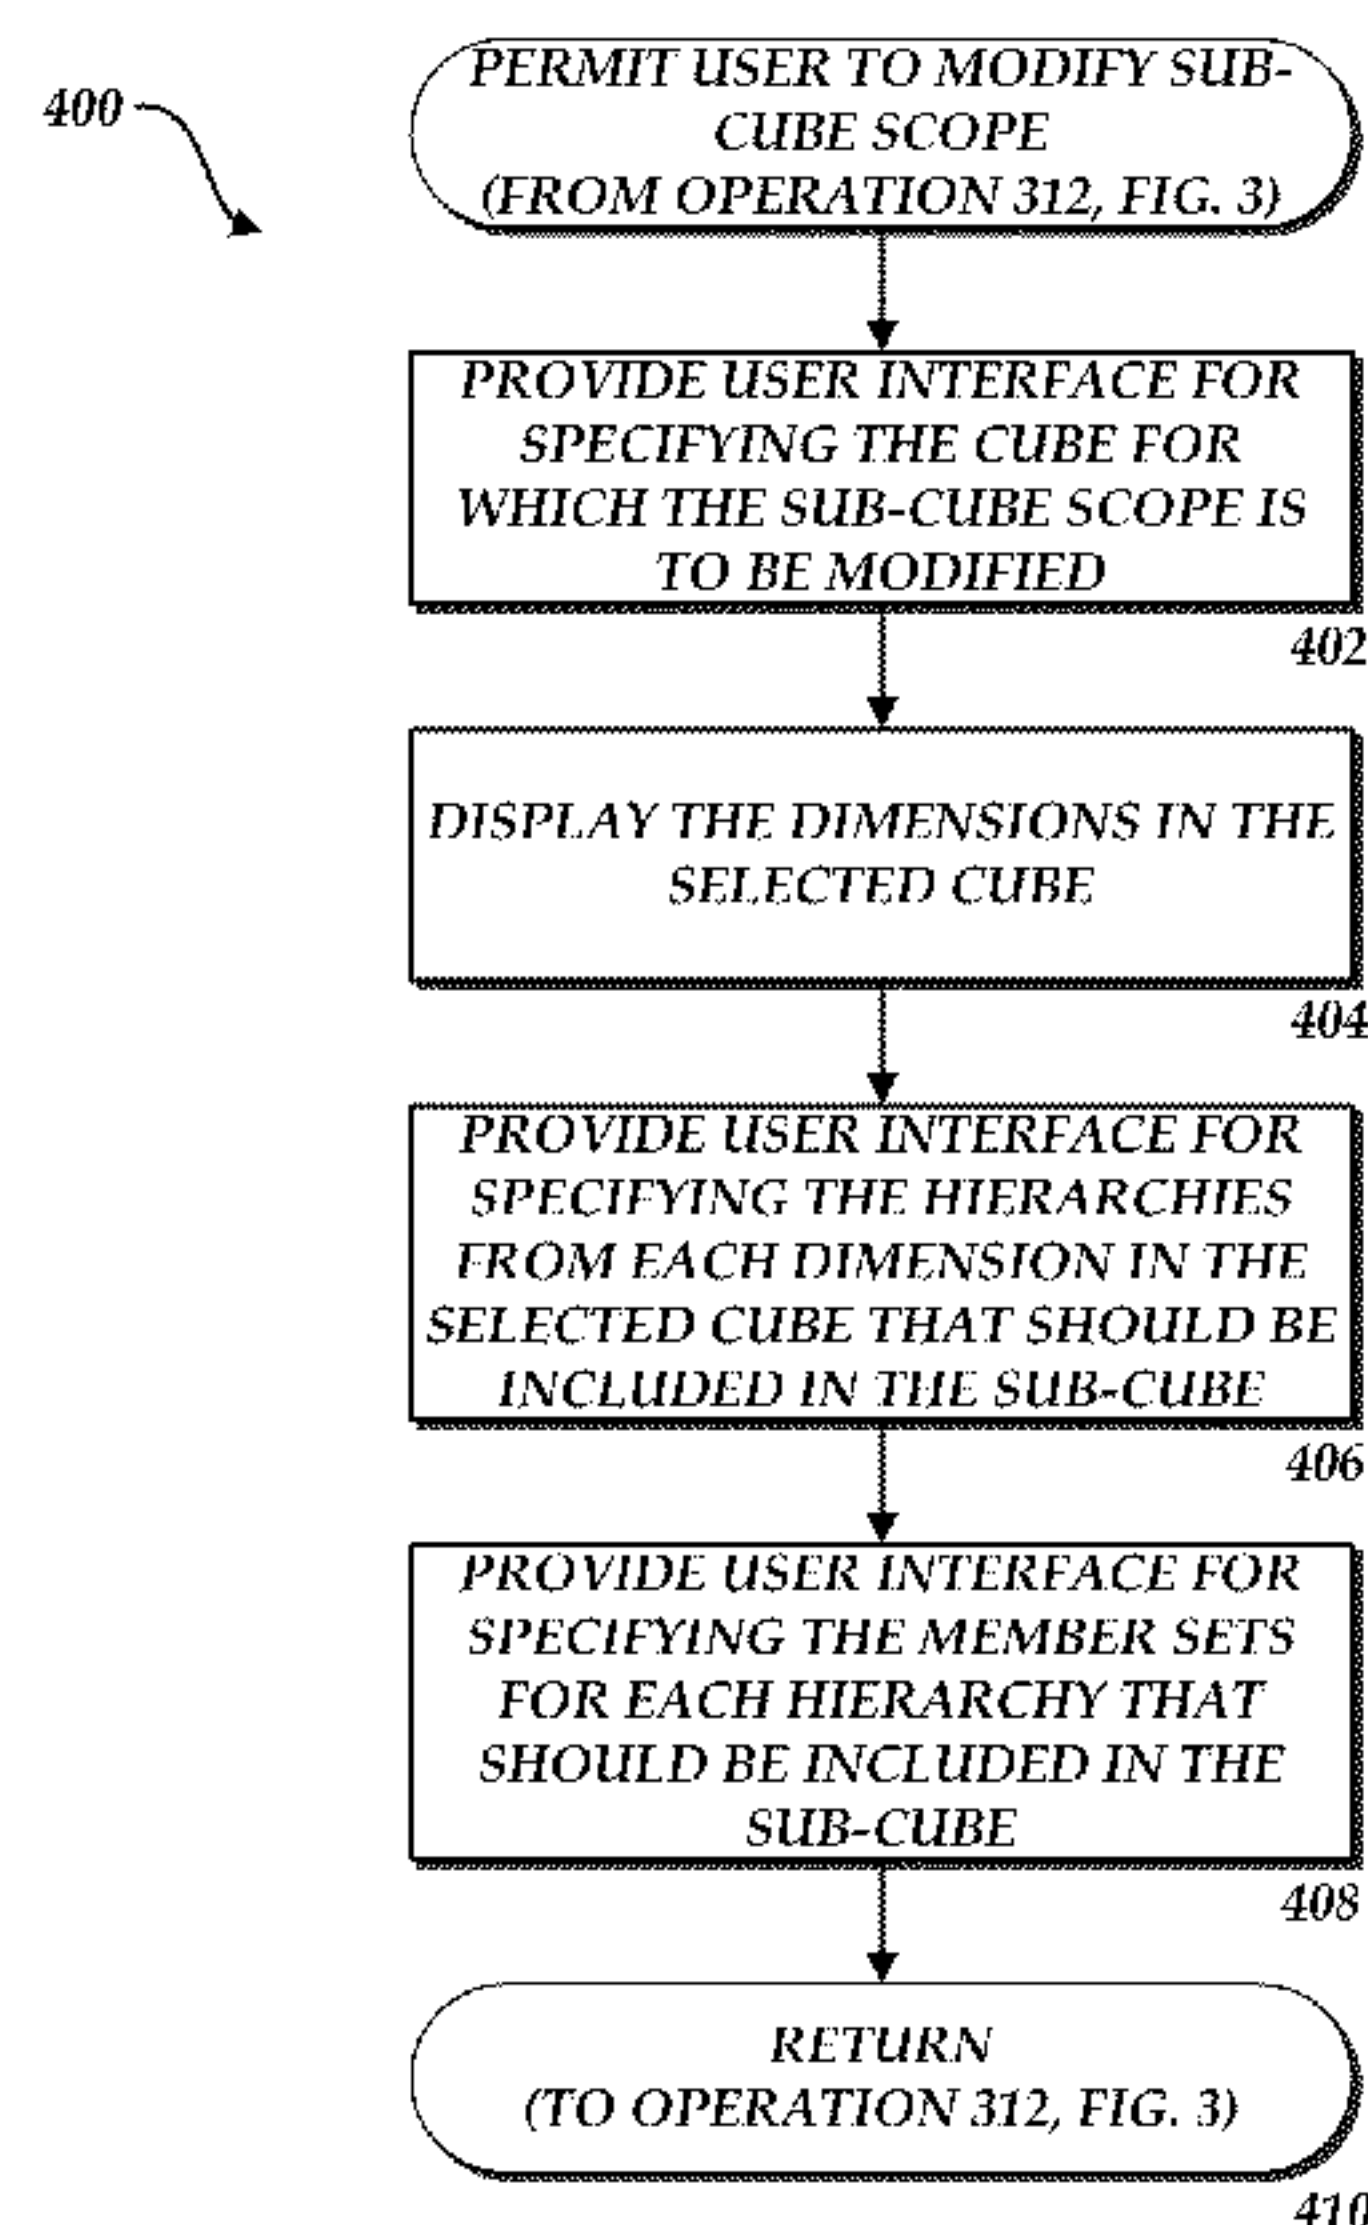 400
PERMIT USER TO MODIFY SUB-
CUBE SCOPE
(FROM OPERATION 312, FIG. 3)
PROVIDE USER INTERFACE FOR
SPECIFYING THE CUBE FOR
WHICH THE SUB-CUBE SCOPE IS
TO BE MODIFIED
402
DISPLAY THE DIMENSIONS IN THE
SELECTED CUBE
404
PROVIDE USER INTERFACE FOR
SPECIFYING THE HIERARCHIES
FROM EACH DIMENSION IN THE
SELECTED CUBE THAT SHOULD BE
INCLUDED IN THE SUB-CUBE
406
PROVIDE USER INTERFACE FOR
SPECIFYING THE MEMBER SETS
FOR EACH HIERARCHY THAT
SHOULD BE INCLUDED IN THE
SUB-CUBE
408
RETURN
(TO OPERATION 312, FIG. 3)
410